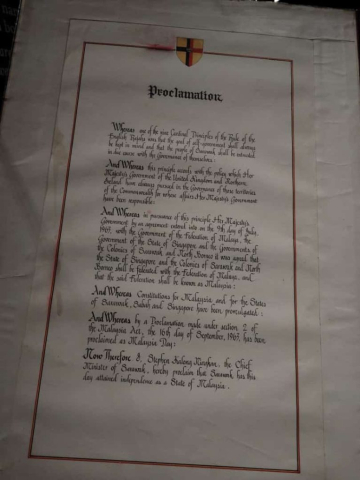 Proclamation
Whereas one of the nine Cardinal Principles of the Rule of the
English Rajahs was that the goal of self-government shall always
be kept in mind and that the people of Sarawak shall be entrusted
in due course with the Governance of themselves :
And Whereas this principle accords with the policy which Her
Majesty's Government of the United Kingdom and Northern
Ireland have always pursued in the Governance of those territories
of the Commonwealth for whose affairs Her Majesty's Government
have been responsible :
And Whereas in pursuance of this principle Her Majesty's
Government by an agreement entered into on the 9th day of July,
1963, with the Government of the Federation of Malaya, the
Government of the State of Singapore and the Governments of
the Colonies of Sarawak and North Borneo it was agreed that
the State of Singapore and the Colonies of Sarawak and North
Borneo shall be federated with the Federation of Malaya, and
that the said Federation shall be known as Malaysia :
And Whereas Constitutions for Malaysia and for the States
of Sarawak, Sabah and Singapore have been promulgated :
And Whereas by a Proclamation made under section 2 of
the Malaysia Act, the 16th day of September, 1963, has been
proclaimed as Malaysia Day:
Now Therefore I, Stephen Kalong Ningkan, the Chief
Minister of Sarawak, hereby proclaim that Sarawak has this
day attained independence as a State of Malaysia.